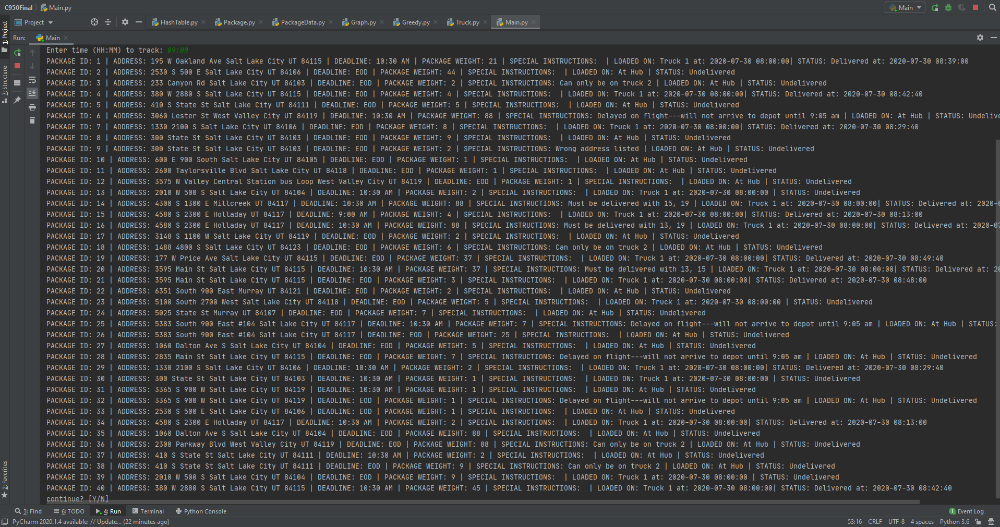 C950Final
Main.py
Main
Project
HashTable.py
Package.py
PackageData.py
Graph.py
Greedy.py
Truck.py
Main.py
1: Project
7: Structure
2: Favorites
Run:
Main
Enter time (HH:MM) to track: 09:00
PACKAGE ID: 1 | ADDRESS: 195 W Oakland Ave Salt Lake City UT 84115 | DEADLINE: 10:30 AM | PACKAGE WEIGHT: 21 | SPECIAL INSTRUCTIONS:  | LOADED ON: Truck 1 at: 2020-07-30 08:00:00| STATUS: Delivered at: 2020-07-30 08:39:00
PACKAGE ID: 2 | ADDRESS: 2530 S 500 E Salt Lake City UT 84106 | DEADLINE: EOD | PACKAGE WEIGHT: 44 | SPECIAL INSTRUCTIONS:  | LOADED ON: At Hub | STATUS: Undelivered
PACKAGE ID: 3 | ADDRESS: 233 Canyon Rd Salt Lake City UT 84103 | DEADLINE: EOD | PACKAGE WEIGHT: 2 | SPECIAL INSTRUCTIONS: Can only be on truck 2 | LOADED ON: At Hub | STATUS: Undelivered
PACKAGE ID: 4 | ADDRESS: 380 W 2880 S Salt Lake City UT 84115 | DEADLINE: EOD | PACKAGE WEIGHT: 4 | SPECIAL INSTRUCTIONS:  | LOADED ON: Truck 1 at: 2020-07-30 08:00:00| STATUS: Delivered at: 2020-07-30 08:42:40
PACKAGE ID: 5 | ADDRESS: 410 S State St Salt Lake City UT 84111 | DEADLINE: EOD | PACKAGE WEIGHT: 5 | SPECIAL INSTRUCTIONS:  | LOADED ON: At Hub | STATUS: Undelivered
PACKAGE ID: 6 | ADDRESS: 3060 Lester St West Valley City UT 84119 | DEADLINE: 10:30 AM | PACKAGE WEIGHT: 88 | SPECIAL INSTRUCTIONS: Delayed on flight---will not arrive to depot until 9:05 am | LOADED ON: At Hub | STATUS: Undelive
PACKAGE ID: 7 | ADDRESS: 1330 2100 S Salt Lake City UT 84106 | DEADLINE: EOD | PACKAGE WEIGHT: 8 | SPECIAL INSTRUCTIONS:  | LOADED ON: Truck 1 at: 2020-07-30 08:00:00| STATUS: Delivered at: 2020-07-30 08:29:40
PACKAGE ID: 8 | ADDRESS: 300 State St Salt Lake City UT 84103 | DEADLINE: EOD | PACKAGE WEIGHT: 9 | SPECIAL INSTRUCTIONS:  | LOADED ON: At Hub | STATUS: Undelivered
PACKAGE ID: 9 | ADDRESS: 300 State St Salt Lake City UT 84103 | DEADLINE: EOD | PACKAGE WEIGHT: 2 | SPECIAL INSTRUCTIONS: Wrong address listed | LOADED ON: At Hub | STATUS: Undelivered
PACKAGE ID: 10 | ADDRESS: 600 E 900 South Salt Lake City UT 84105 | DEADLINE: EOD | PACKAGE WEIGHT: 1 | SPECIAL INSTRUCTIONS:  | LOADED ON: At Hub | STATUS: Undelivered
PACKAGE ID: 11 | ADDRESS: 2600 Taylorsville Blvd Salt Lake City UT 84118 | DEADLINE: EOD | PACKAGE WEIGHT: 1 | SPECIAL INSTRUCTIONS:  | LOADED ON: At Hub | STATUS: Undelivered
PACKAGE ID: 12 | ADDRESS: 3575 W Valley Central Station bus Loop West Valley City UT 84119 | DEADLINE: EOD | PACKAGE WEIGHT: 1 | SPECIAL INSTRUCTIONS:  | LOADED ON: At Hub | STATUS: Undelivered
PACKAGE ID: 13 | ADDRESS: 2010 W 500 S Salt Lake City UT 84104 | DEADLINE: 10:30 AM | PACKAGE WEIGHT: 2 | SPECIAL INSTRUCTIONS:  | LOADED ON: Truck 1 at: 2020-07-30 08:00:00 | STATUS: Undelivered
PACKAGE ID: 14 | ADDRESS: 4300 S 1300 E Millcreek UT 84117 | DEADLINE: 10:30 AM | PACKAGE WEIGHT: 88 | SPECIAL INSTRUCTIONS: Must be delivered with 15, 19 | LOADED ON: Truck 1 at: 2020-07-30 08:00:00| STATUS: Delivered at: 2020-0
PACKAGE ID: 15 | ADDRESS: 4580 S 2300 E Holladay UT 84117 | DEADLINE: 9:00 AM | PACKAGE WEIGHT: 4 | SPECIAL INSTRUCTIONS:  | LOADED ON: Truck 1 at: 2020-07-30 08:00:00| STATUS: Delivered at: 2020-07-30 08:13:00
PACKAGE ID: 16 | ADDRESS: 4580 S 2300 E Holladay UT 84117 | DEADLINE: 10:30 AM | PACKAGE WEIGHT: 88 | SPECIAL INSTRUCTIONS: Must be delivered with 13, 19 | LOADED ON: Truck 1 at: 2020-07-30 08:00:00| STATUS: Delivered at: 2020-07
PACKAGE ID: 17 | ADDRESS: 3148 S 1100 W Salt Lake City UT 84119 | DEADLINE: EOD | PACKAGE WEIGHT: 2 | SPECIAL INSTRUCTIONS:  | LOADED ON: At Hub | STATUS: Undelivered
PACKAGE ID: 18 | ADDRESS: 1488 4800 S Salt Lake City UT 84123 | DEADLINE: EOD | PACKAGE WEIGHT: 6 | SPECIAL INSTRUCTIONS: Can only be on truck 2 | LOADED ON: At Hub | STATUS: Undelivered
PACKAGE ID: 19 | ADDRESS: 177 W Price Ave Salt Lake City UT 84115 | DEADLINE: EOD | PACKAGE WEIGHT: 37 | SPECIAL INSTRUCTIONS:  | LOADED ON: Truck 1 at: 2020-07-30 08:00:00| STATUS: Delivered at: 2020-07-30 08:49:40
PACKAGE ID: 20 | ADDRESS: 3595 Main St Salt Lake City UT 84115 | DEADLINE: 10:30 AM | PACKAGE WEIGHT: 37 | SPECIAL INSTRUCTIONS: Must be delivered with 13, 15 | LOADED ON: Truck 1 at: 2020-07-30 08:00:00| STATUS: Delivered at: 20
PACKAGE ID: 21 | ADDRESS: 3595 Main St Salt Lake City UT 84115 | DEADLINE: EOD | PACKAGE WEIGHT: 3 | SPECIAL INSTRUCTIONS:  | LOADED ON: Truck 1 at: 2020-07-30 08:00:00| STATUS: Delivered at: 2020-07-30 08:48:00
PACKAGE ID: 22 | ADDRESS: 6351 South 900 East Murray UT 84121 | DEADLINE: EOD | PACKAGE WEIGHT: 2 | SPECIAL INSTRUCTIONS:  | LOADED ON: At Hub | STATUS: Undelivered
PACKAGE ID: 23 | ADDRESS: 5100 South 2700 West Salt Lake City UT 84118 | DEADLINE: EOD | PACKAGE WEIGHT: 5 | SPECIAL INSTRUCTIONS:  | LOADED ON: Truck 1 at: 2020-07-30 08:00:00 | STATUS: Undelivered
PACKAGE ID: 24 | ADDRESS: 5025 State St Murray UT 84107 | DEADLINE: EOD | PACKAGE WEIGHT: 7 | SPECIAL INSTRUCTIONS:  | LOADED ON: At Hub | STATUS: Undelivered
PACKAGE ID: 25 | ADDRESS: 5383 South 900 East #104 Salt Lake City UT 84117 | DEADLINE: 10:30 AM | PACKAGE WEIGHT: 7 | SPECIAL INSTRUCTIONS: Delayed on flight---will not arrive to depot until 9:05 am | LOADED ON: At Hub | STATUS:
PACKAGE ID: 26 | ADDRESS: 5383 South 900 East #104 Salt Lake City UT 84117 | DEADLINE: EOD | PACKAGE WEIGHT: 25 | SPECIAL INSTRUCTIONS:  | LOADED ON: At Hub | STATUS: Undelivered
PACKAGE ID: 27 | ADDRESS: 1060 Dalton Ave S Salt Lake City UT 84104 | DEADLINE: EOD | PACKAGE WEIGHT: 5 | SPECIAL INSTRUCTIONS:  | LOADED ON: At Hub | STATUS: Undelivered
PACKAGE ID: 28 | ADDRESS: 2835 Main St Salt Lake City UT 84115 | DEADLINE: EOD | PACKAGE WEIGHT: 7 | SPECIAL INSTRUCTIONS: Delayed on flight---will not arrive to depot until 9:05 am | LOADED ON: At Hub | STATUS: Undelivered
PACKAGE ID: 29 | ADDRESS: 1330 2100 S Salt Lake City UT 84106 | DEADLINE: 10:30 AM | PACKAGE WEIGHT: 2 | SPECIAL INSTRUCTIONS:  | LOADED ON: Truck 1 at: 2020-07-30 08:00:00| STATUS: Delivered at: 2020-07-30 08:29:40
PACKAGE ID: 30 | ADDRESS: 300 State St Salt Lake City UT 84103 | DEADLINE: 10:30 AM | PACKAGE WEIGHT: 1 | SPECIAL INSTRUCTIONS:  | LOADED ON: Truck 1 at: 2020-07-30 08:00:00 | STATUS: Undelivered
PACKAGE ID: 31 | ADDRESS: 3365 S 900 W Salt Lake City UT 84119 | DEADLINE: 10:30 AM | PACKAGE WEIGHT: 1 | SPECIAL INSTRUCTIONS:  | LOADED ON: At Hub | STATUS: Undelivered
PACKAGE ID: 32 | ADDRESS: 3365 S 900 W Salt Lake City UT 84119 | DEADLINE: EOD | PACKAGE WEIGHT: 1 | SPECIAL INSTRUCTIONS: Delayed on flight---will not arrive to depot until 9:05 am | LOADED ON: At Hub | STATUS: Undelivered
PACKAGE ID: 33 | ADDRESS: 2530 S 500 E Salt Lake City UT 84106 | DEADLINE: EOD | PACKAGE WEIGHT: 1 | SPECIAL INSTRUCTIONS:  | LOADED ON: At Hub | STATUS: Undelivered
PACKAGE ID: 34 | ADDRESS: 4580 S 2300 E Holladay UT 84117 | DEADLINE: 10:30 AM | PACKAGE WEIGHT: 2 | SPECIAL INSTRUCTIONS:  | LOADED ON: Truck 1 at: 2020-07-30 08:00:00| STATUS: Delivered at: 2020-07-30 08:13:00
PACKAGE ID: 35 | ADDRESS: 1060 Dalton Ave S Salt Lake City UT 84104 | DEADLINE: EOD | PACKAGE WEIGHT: 88 | SPECIAL INSTRUCTIONS:  | LOADED ON: At Hub | STATUS: Undelivered
PACKAGE ID: 36 | ADDRESS: 2300 Parkway Blvd West Valley City UT 84119 | DEADLINE: EOD | PACKAGE WEIGHT: 88 | SPECIAL INSTRUCTIONS: Can only be on truck 2 | LOADED ON: At Hub | STATUS: Undelivered
PACKAGE ID: 37 | ADDRESS: 410 S State St Salt Lake City UT 84111 | DEADLINE: 10:30 AM | PACKAGE WEIGHT: 2 | SPECIAL INSTRUCTIONS:  | LOADED ON: At Hub | STATUS: Undelivered
PACKAGE ID: 38 | ADDRESS: 410 S State St Salt Lake City UT 84111 | DEADLINE: EOD | PACKAGE WEIGHT: 9 | SPECIAL INSTRUCTIONS: Can only be on truck 2 | LOADED ON: At Hub | STATUS: Undelivered
PACKAGE ID: 39 | ADDRESS: 2010 W 500 S Salt Lake City UT 84104 | DEADLINE: EOD | PACKAGE WEIGHT: 9 | SPECIAL INSTRUCTIONS:  | LOADED ON: Truck 1 at: 2020-07-30 08:00:00 | STATUS: Undelivered
PACKAGE ID: 40 | ADDRESS: 380 W 2880 S Salt Lake City UT 84115 | DEADLINE: 10:30 AM | PACKAGE WEIGHT: 45 | SPECIAL INSTRUCTIONS:  | LOADED ON: Truck 1 at: 2020-07-30 08:00:00| STATUS: Delivered at: 2020-07-30 08:42:40
continue? [Y/N]
3: Find
6: TODO
4: Run
Terminal
Python Console
1 Event Log
PyCharm 2020.1.4 available: // Update... (22 minutes ago)
53:16 CRLF UTF-8 4 spaces Python 3.6